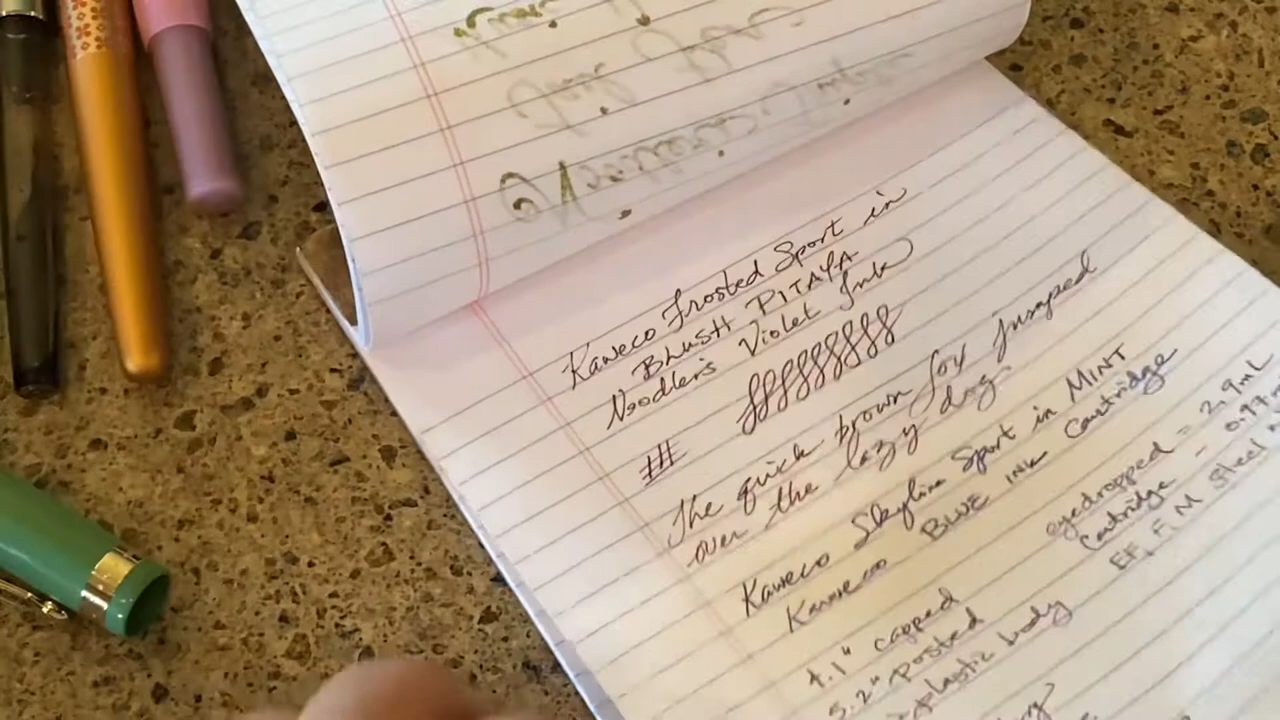 Kaweco Frosted Sport in
BLUSH PITAYA
Noodler's Violet Ink
The quick brown fox jumped
over the lazy dog.
Kaweco Skyline Sport in MINT
Kaweco BLUE INK Cartridge
eyedropped = 2.9mL
Cartridge - 0.97
EF, F, M Steel
4.1" capped
5.2" posted
plastic body